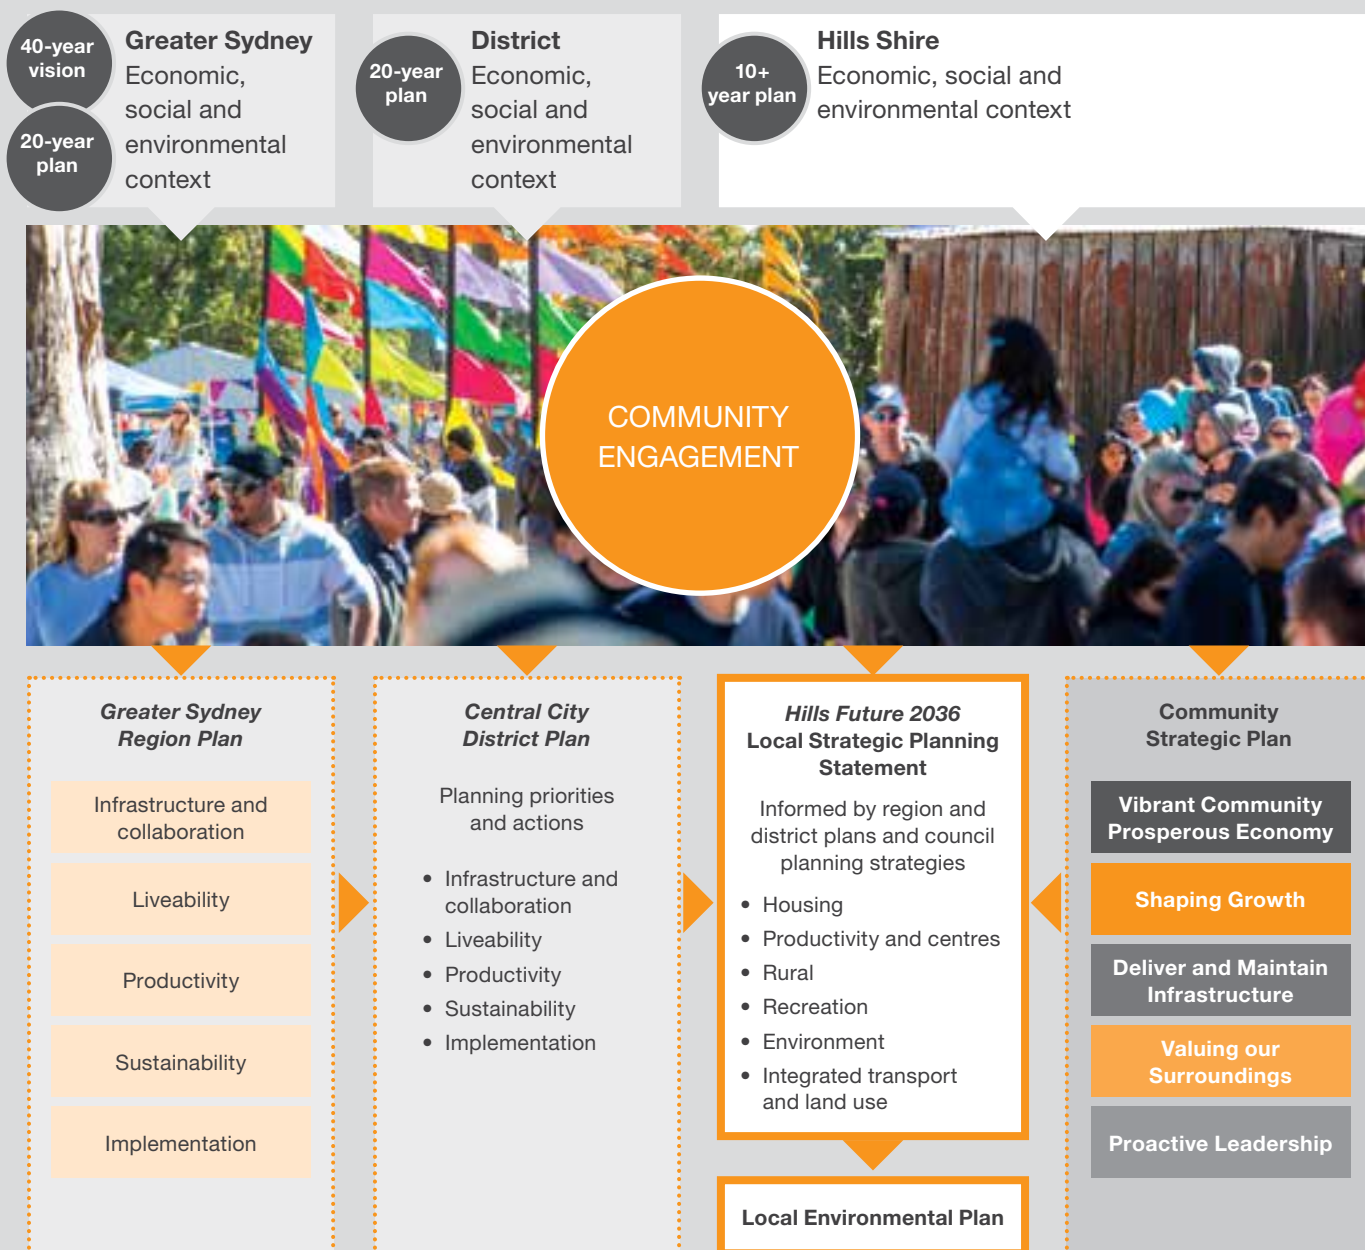 40-year
vision
20-year
plan
Greater Sydney
Economic,
social and
environmental
context
20-year
plan
District
Economic,
social and
environmental
context
10+
year plan
Hills Shire
Economic, social and
environmental context
COMMUNITY
ENGAGEMENT
Greater Sydney
Region Plan
Infrastructure and
collaboration
Liveability
Productivity
Sustainability
Implementation
Central City
District Plan
Planning priorities
and actions
• Infrastructure and
collaboration
• Liveability
• Productivity
• Sustainability
• Implementation
Hills Future 2036
Local Strategic Planning
Statement
Informed by region and
district plans and council
planning strategies
• Housing
• Productivity and centres
• Rural
• Recreation
• Environment
• Integrated transport
and land use
Local Environmental Plan
Community
Strategic Plan
Vibrant Community
Prosperous Economy
Shaping Growth
Deliver and Maintain
Infrastructure
Valuing our
Surroundings
Proactive Leadership